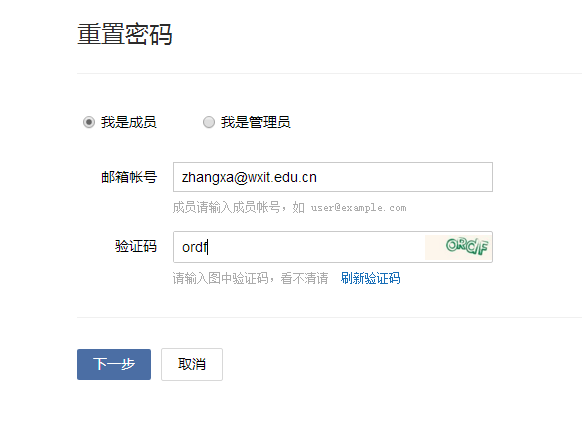 重置密码
我是成员 我是管理员
邮箱帐号 zhangxa@wxit.edu.cn
成员请输入成员帐号，如 user@example.com
验证码 ordf ORdF
请输入图中验证码，看不清请 刷新验证码
下一步 取消